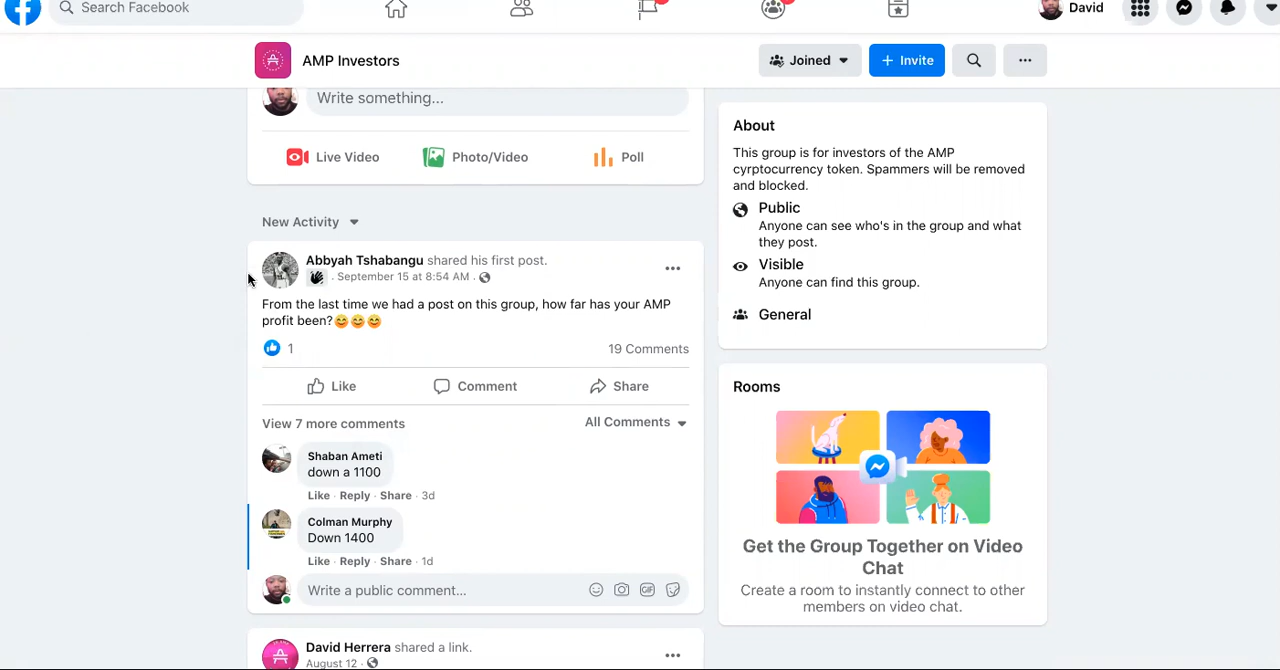 Search Facebook
David
AMP Investors
Joined
+ Invite
Write something...
Live Video
Photo/Video
Poll
New Activity
Abbyah Tshabangu shared his first post.
· September 15 at 8:54 AM ·
From the last time we had a post on this group, how far has your AMP
profit been?😊😊😊
1
19 Comments
Like
Comment
Share
View 7 more comments
All Comments
Shaban Ameti
down a 1100
Like · Reply · Share · 3d
Colman Murphy
Down 1400
Like · Reply · Share · 1d
Write a public comment...
GIF
David Herrera shared a link.
August 12 ·
About
This group is for investors of the AMP
cyrptocurrency token. Spammers will be removed
and blocked.
Public
Anyone can see who's in the group and what
they post.
Visible
Anyone can find this group.
General
Rooms
Get the Group Together on Video
Chat
Create a room to instantly connect to other
members on video chat.